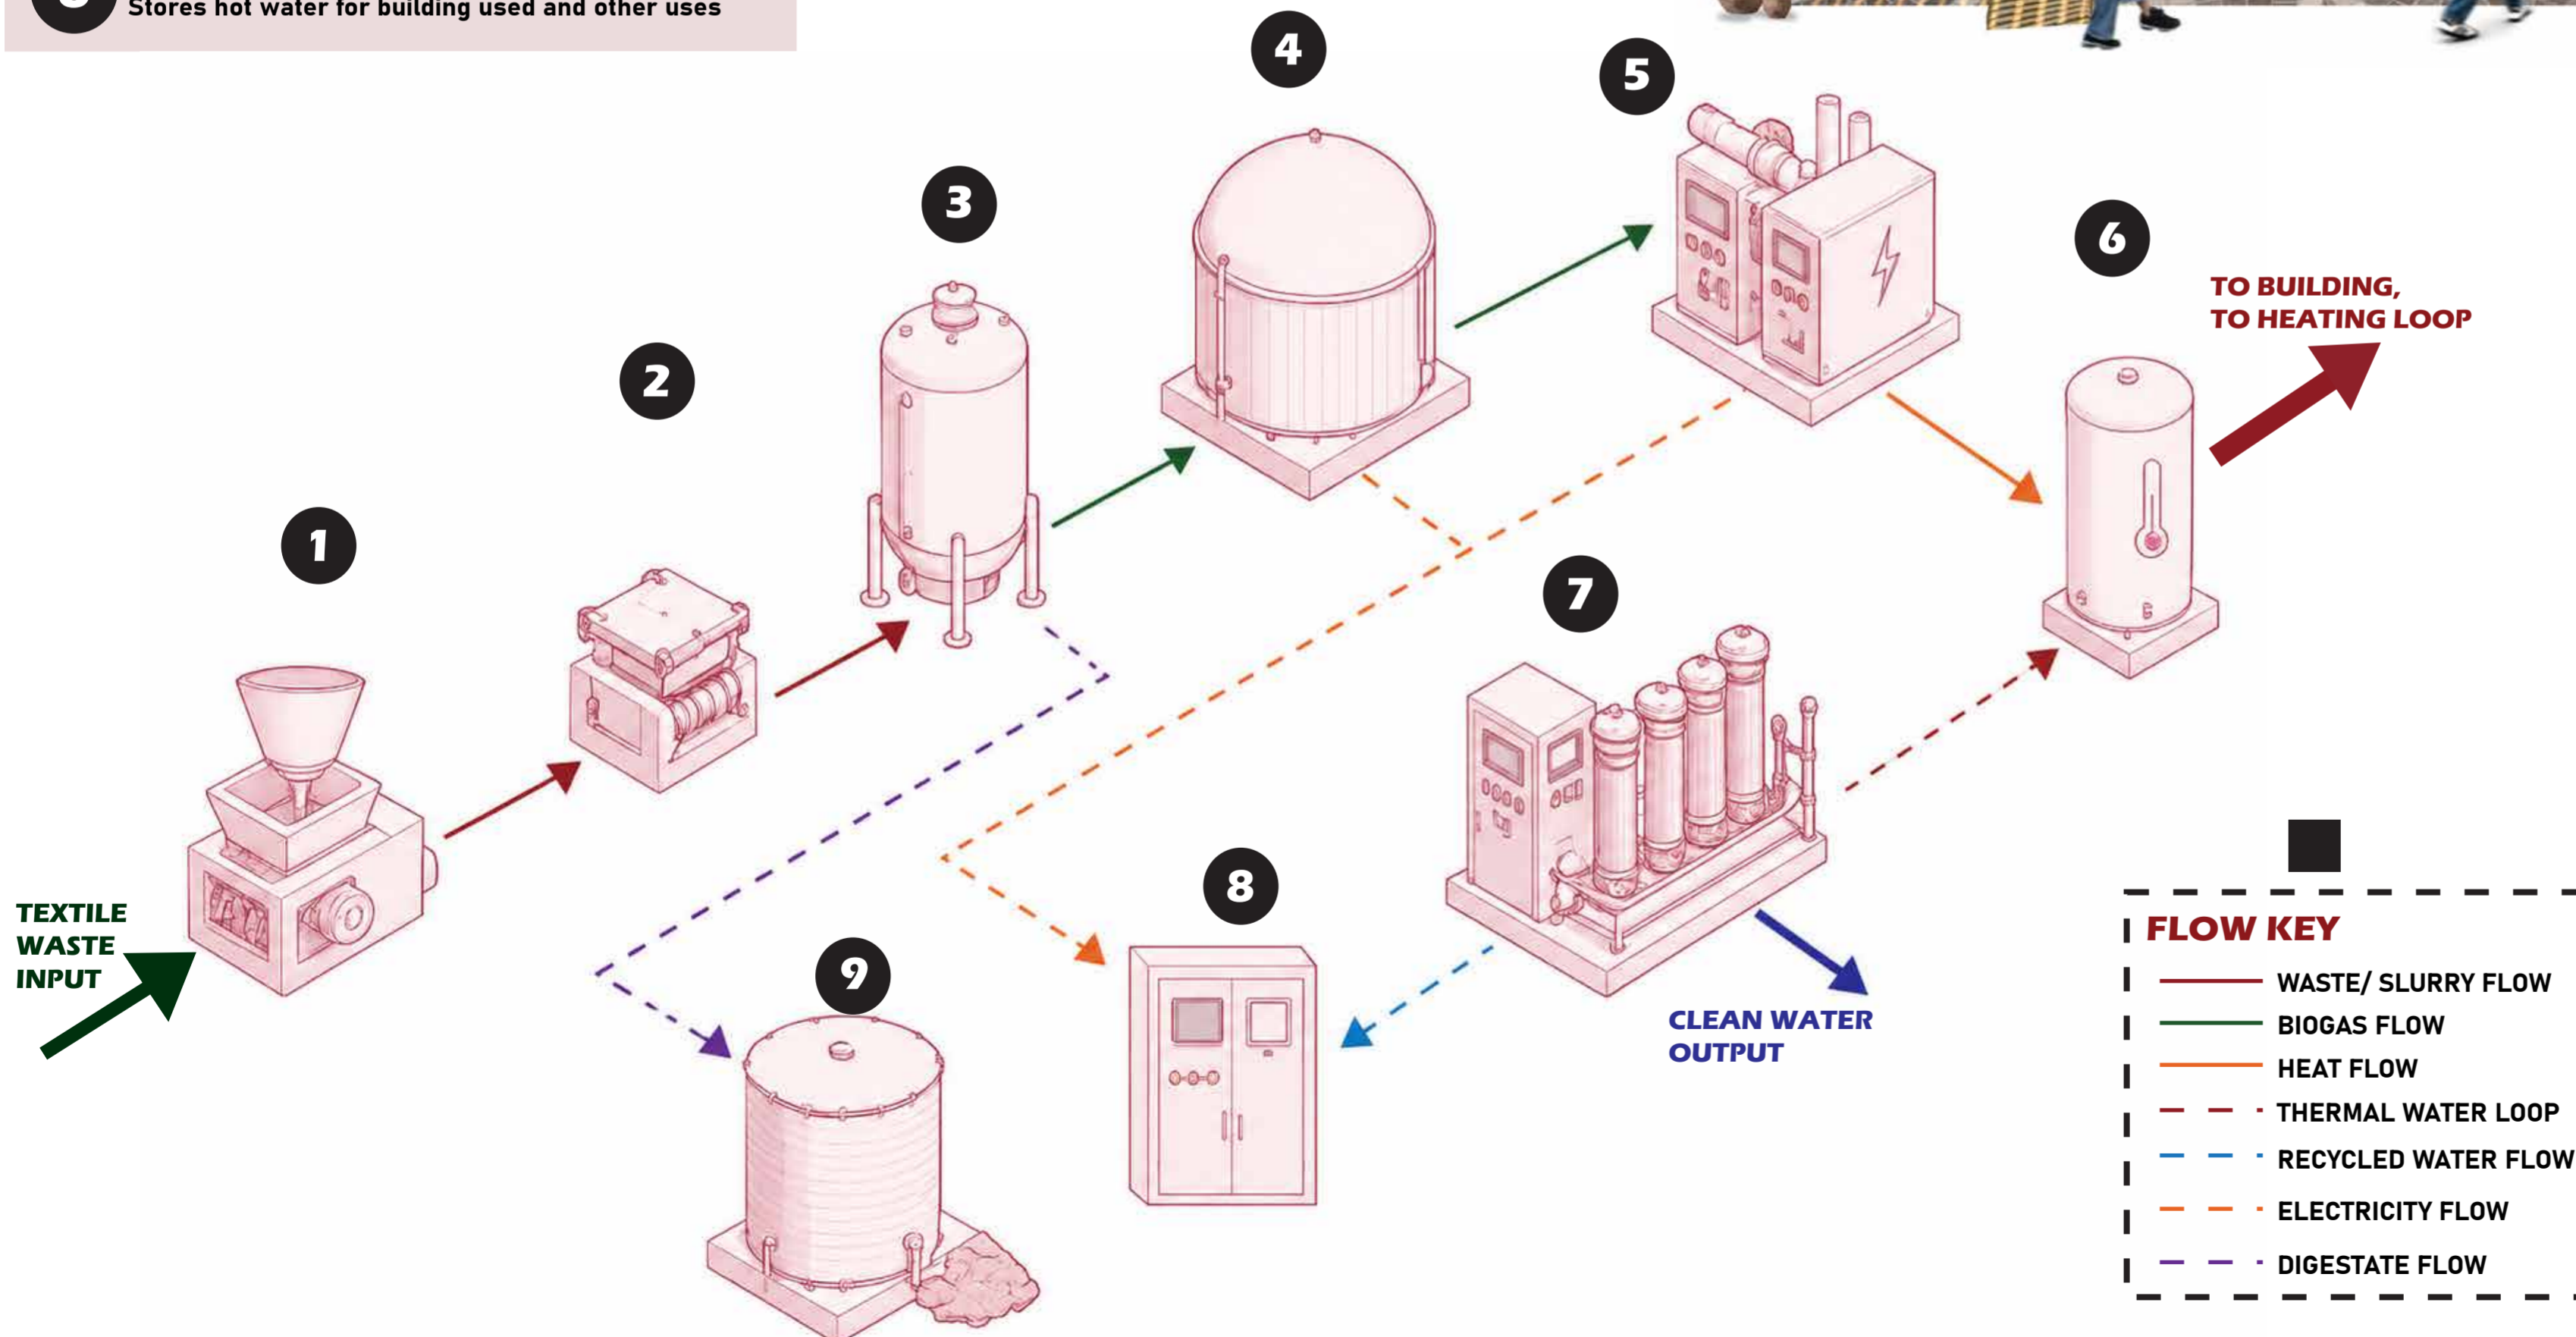 Stores hot water for building used and other uses
4
5
3
6
TO BUILDING,
TO HEATING LOOP
2
1
7
8
TEXTILE
WASTE
INPUT
9
CLEAN WATER
OUTPUT
FLOW KEY
WASTE/ SLURRY FLOW
BIOGAS FLOW
HEAT FLOW
THERMAL WATER LOOP
RECYCLED WATER FLOW
ELECTRICITY FLOW
DIGESTATE FLOW